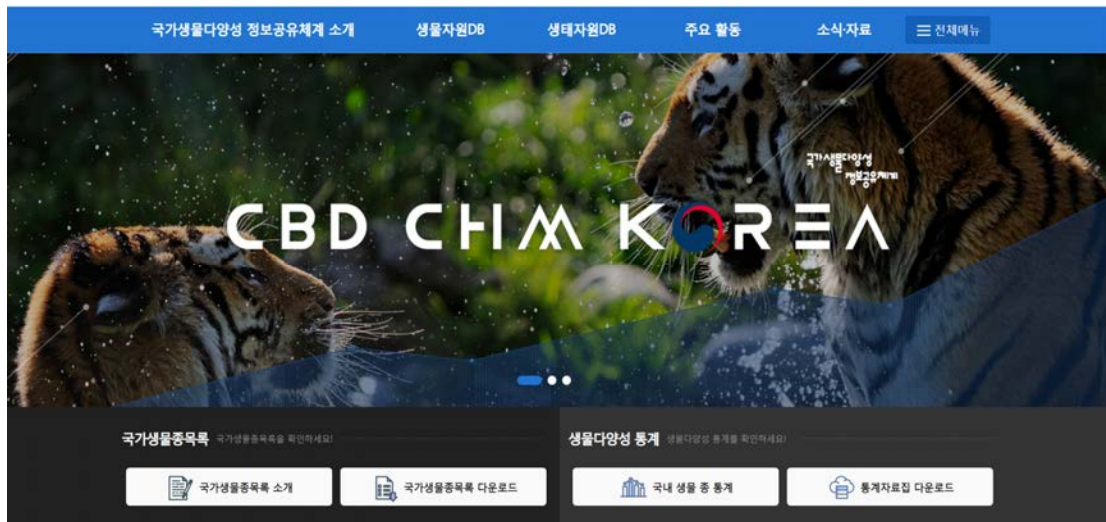 국가생물다양성 정보공유체계 소개 생물자원DB 생태자원DB 주요 활동 소식·자료 전체메뉴
국가생물다양성
정보공유체계
CBD CHM KOREA
국가생물종목록 국가생물종목록을 확인하세요! 생물다양성 통계 생물다양성 통계를 확인하세요!
국가생물종목록 소개 국가생물종목록 다운로드 국내 생물 종 통계 통계자료집 다운로드